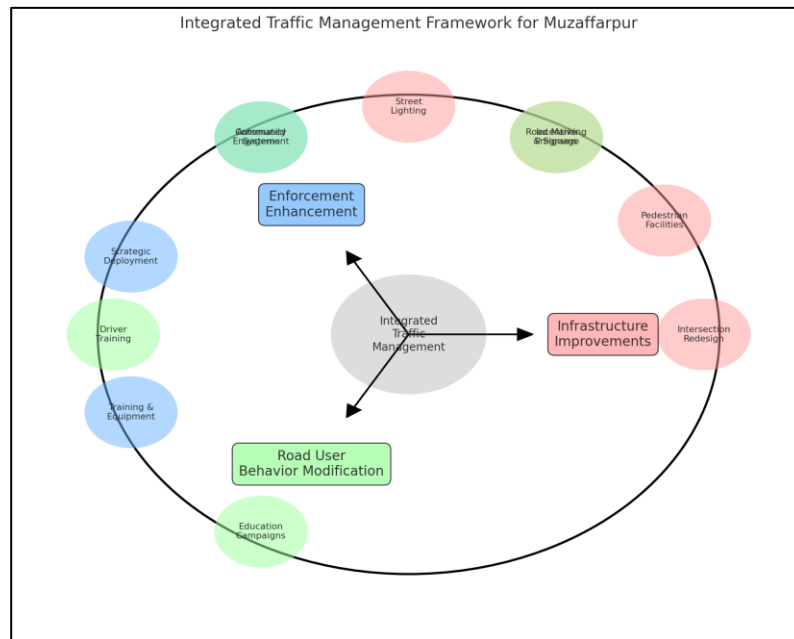 Integrated Traffic Management Framework for Muzaffarpur
Street
Lighting
Pedestrian
Facilities
Enforcement
Enhancement
Strategic
Deployment
Driver
Training
Integrated
Traffic
Management
Infrastructure
Improvements
Intersection
Redesign
Training &
Equipment
Road User
Behavior Modification
Education
Campaigns